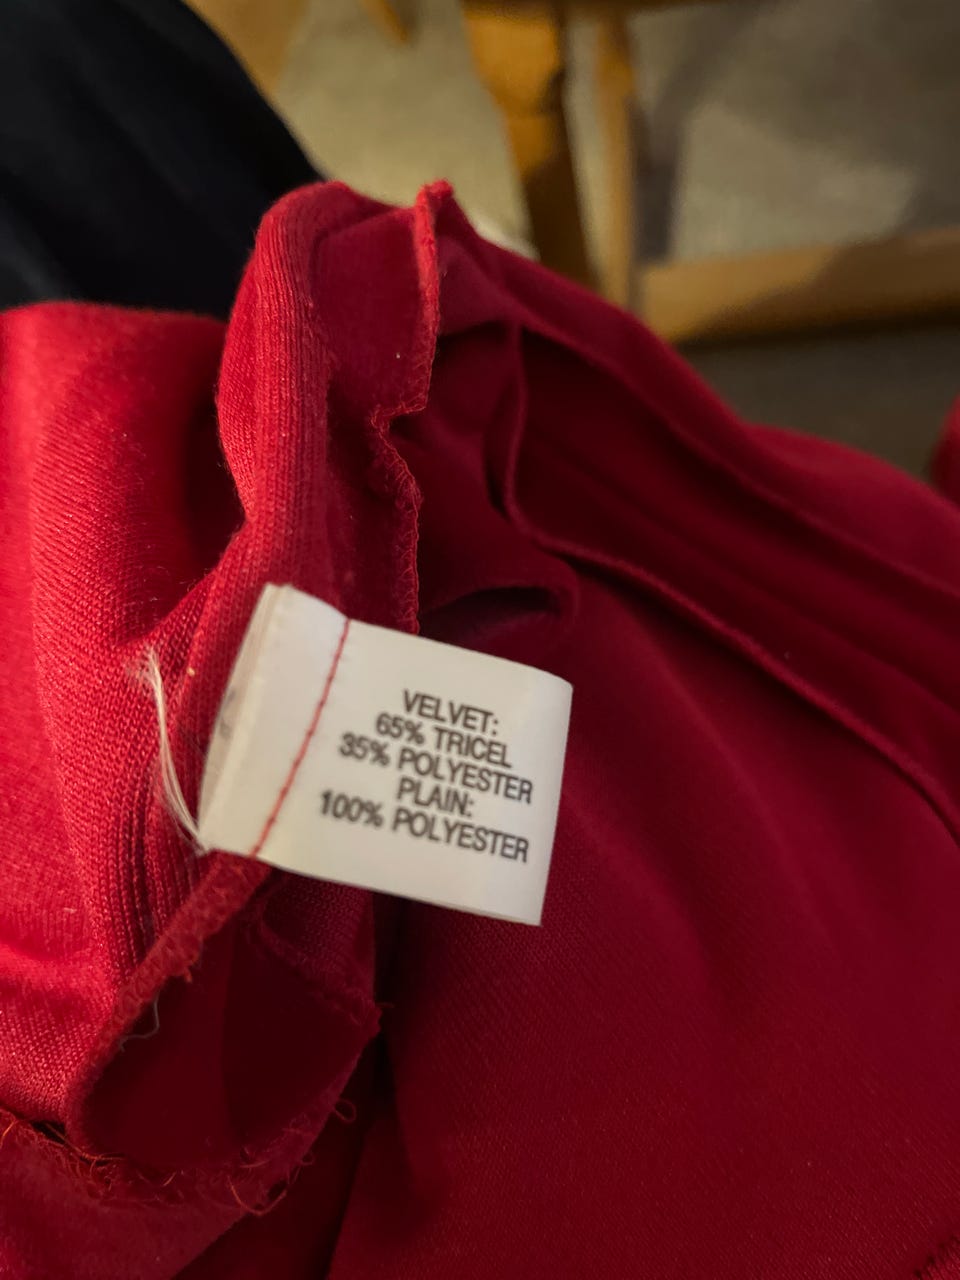 VELVET:
65% TRICEL
35% POLYESTER
PLAIN:
100% POLYESTER